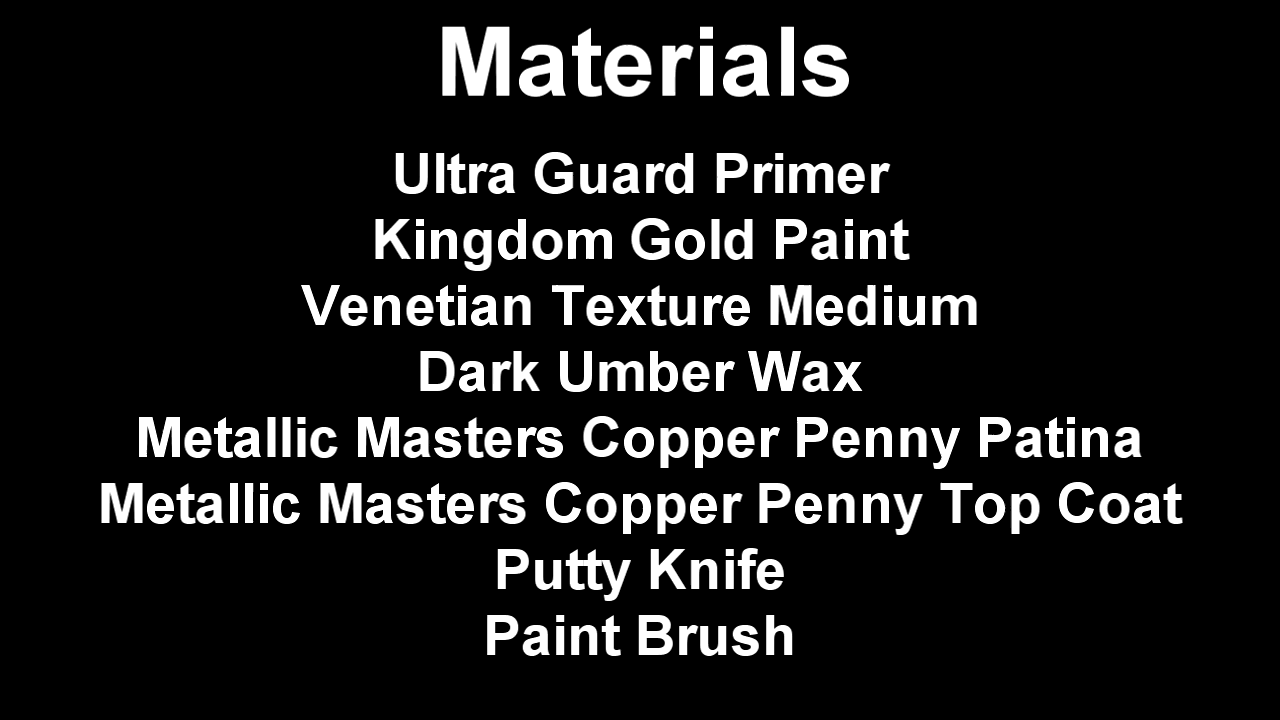 Materials
Ultra Guard Primer
Kingdom Gold Paint
Venetian Texture Medium
Dark Umber Wax
Metallic Masters Copper Penny Patina
Metallic Masters Copper Penny Top Coat
Putty Knife
Paint Brush